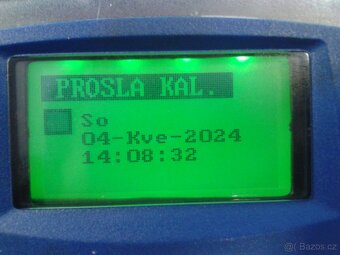 PROSLA KAL.
So
04-Kve-2024
14:08:32
Bazos.cz